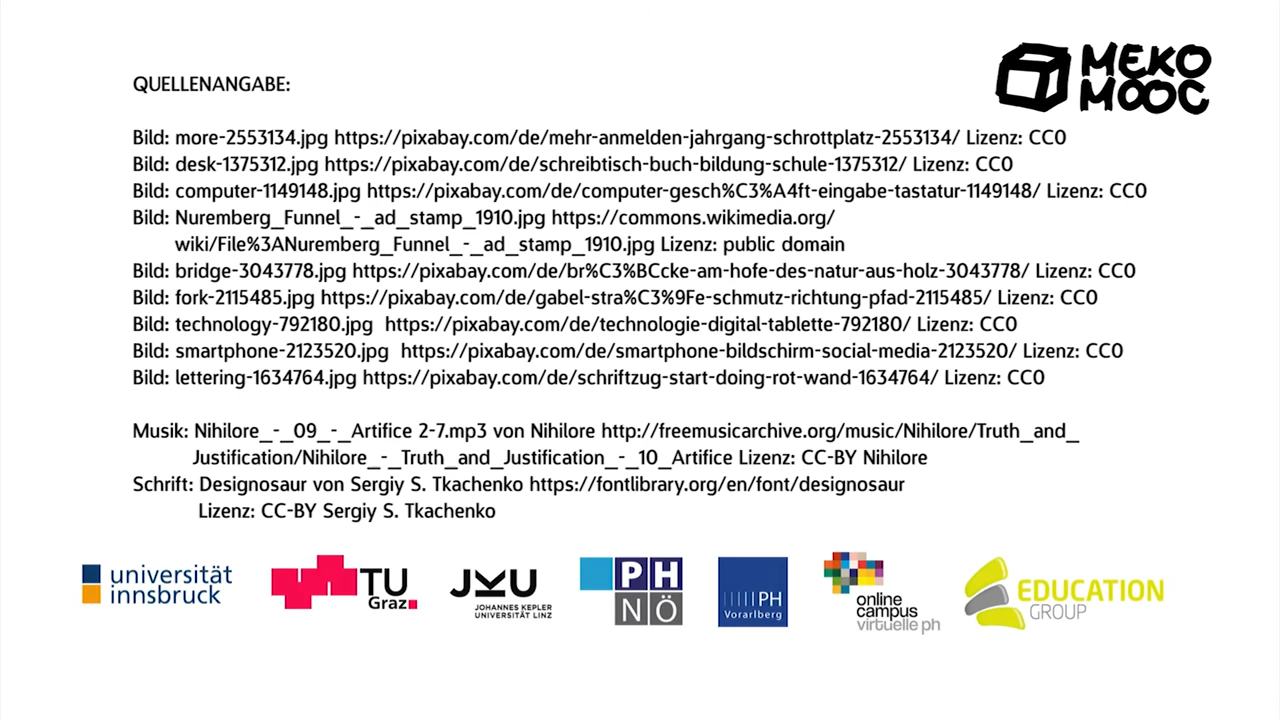 MEKO
MOOC
QUELLENANGABE:
Bild: more-2553134.jpg https://pixabay.com/de/mehr-anmelden-jahrgang-schrottplatz-2553134/ Lizenz: CC0
Bild: desk-1375312.jpg https://pixabay.com/de/schreibtisch-buch-bildung-schule-1375312/ Lizenz: CC0
Bild: computer-1149148.jpg https://pixabay.com/de/computer-gesch%C3%A4ft-eingabe-tastatur-1149148/ Lizenz: CC0
Bild: Nuremberg_Funnel_-_ad_stamp_1910.jpg https://commons.wikimedia.org/
wiki/File%3ANuremberg_Funnel_-_ad_stamp_1910.jpg Lizenz: public domain
Bild: bridge-3043778.jpg https://pixabay.com/de/br%C3%BCcke-am-hofe-des-natur-aus-holz-3043778/ Lizenz: CC0
Bild: fork-2115485.jpg https://pixabay.com/de/gabel-stra%C3%9Fe-schmutz-richtung-pfad-2115485/ Lizenz: CC0
Bild: technology-792180.jpg https://pixabay.com/de/technologie-digital-tablette-792180/ Lizenz: CC0
Bild: smartphone-2123520.jpg https://pixabay.com/de/smartphone-bildschirm-social-media-2123520/ Lizenz: CC0
Bild: lettering-1634764.jpg https://pixabay.com/de/schriftzug-start-doing-rot-wand-1634764/ Lizenz: CC0
Musik: Nihilore_-_09_-_Artifice 2-7.mp3 von Nihilore http://freemusicarchive.org/music/Nihilore/Truth_and_
Justification/Nihilore_-_Truth_and_Justification_-_10_Artifice Lizenz: CC-BY Nihilore
Schrift: Designosaur von Sergiy S. Tkachenko https://fontlibrary.org/en/font/designosaur
Lizenz: CC-BY Sergiy S. Tkachenko
universität
innsbruck
TU
Graz
JKU
JOHANNES KEPLER
UNIVERSITÄT LINZ
PH
NÖ
PH
Vorarlberg
online
campus
virtuelle ph
EDUCATION
GROUP